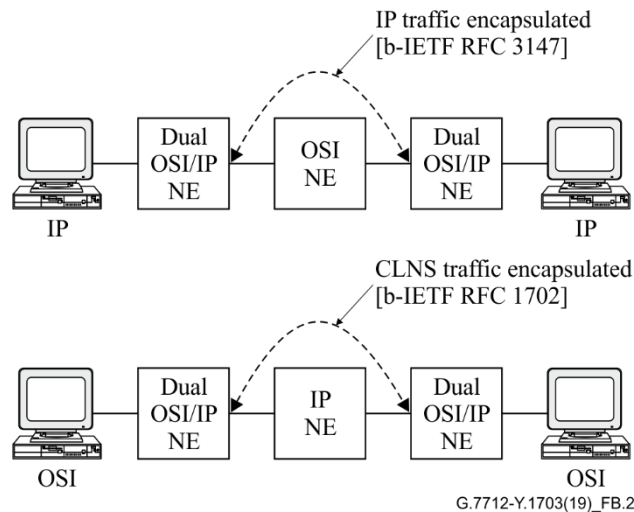 IP traffic encapsulated
[b-IETF RFC 3147]
Dual
OSI/IP
NE
OSI
NE
Dual
OSI/IP
NE
IP
IP
CLNS traffic encapsulated
[b-IETF RFC 1702]
Dual
OSI/IP
NE
IP
NE
Dual
OSI/IP
NE
OSI
OSI
G.7712-Y.1703(19)_FB.2